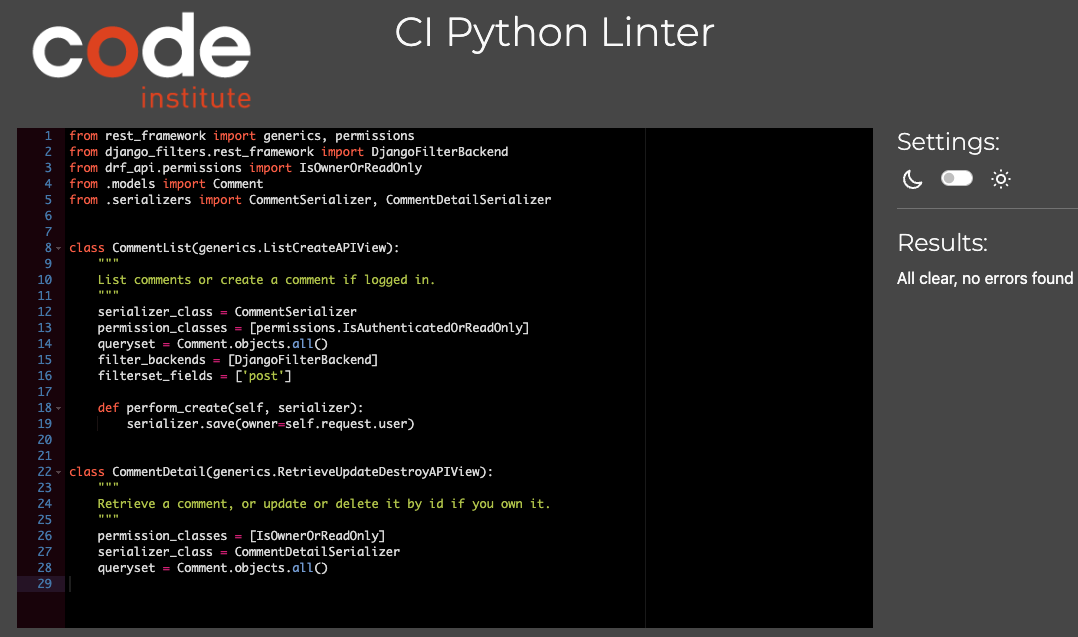 code
institute
CI Python Linter
1 from rest_framework import generics, permissions
2 from django_filters.rest_framework import DjangoFilterBackend
3 from drf_api.permissions import IsOwnerOrReadOnly
4 from .models import Comment
5 from .serializers import CommentSerializer, CommentDetailSerializer
6
7
8 class CommentList(generics.ListCreateAPIView):
9     """
10     List comments or create a comment if logged in.
11     """
12     serializer_class = CommentSerializer
13     permission_classes = [permissions.IsAuthenticatedOrReadOnly]
14     queryset = Comment.objects.all()
15     filter_backends = [DjangoFilterBackend]
16     filterset_fields = ['post']
17
18     def perform_create(self, serializer):
19         serializer.save(owner=self.request.user)
20
21
22 class CommentDetail(generics.RetrieveUpdateDestroyAPIView):
23     """
24     Retrieve a comment, or update or delete it by id if you own it.
25     """
26     permission_classes = [IsOwnerOrReadOnly]
27     serializer_class = CommentDetailSerializer
28     queryset = Comment.objects.all()
29
Settings:
Results:
All clear, no errors found